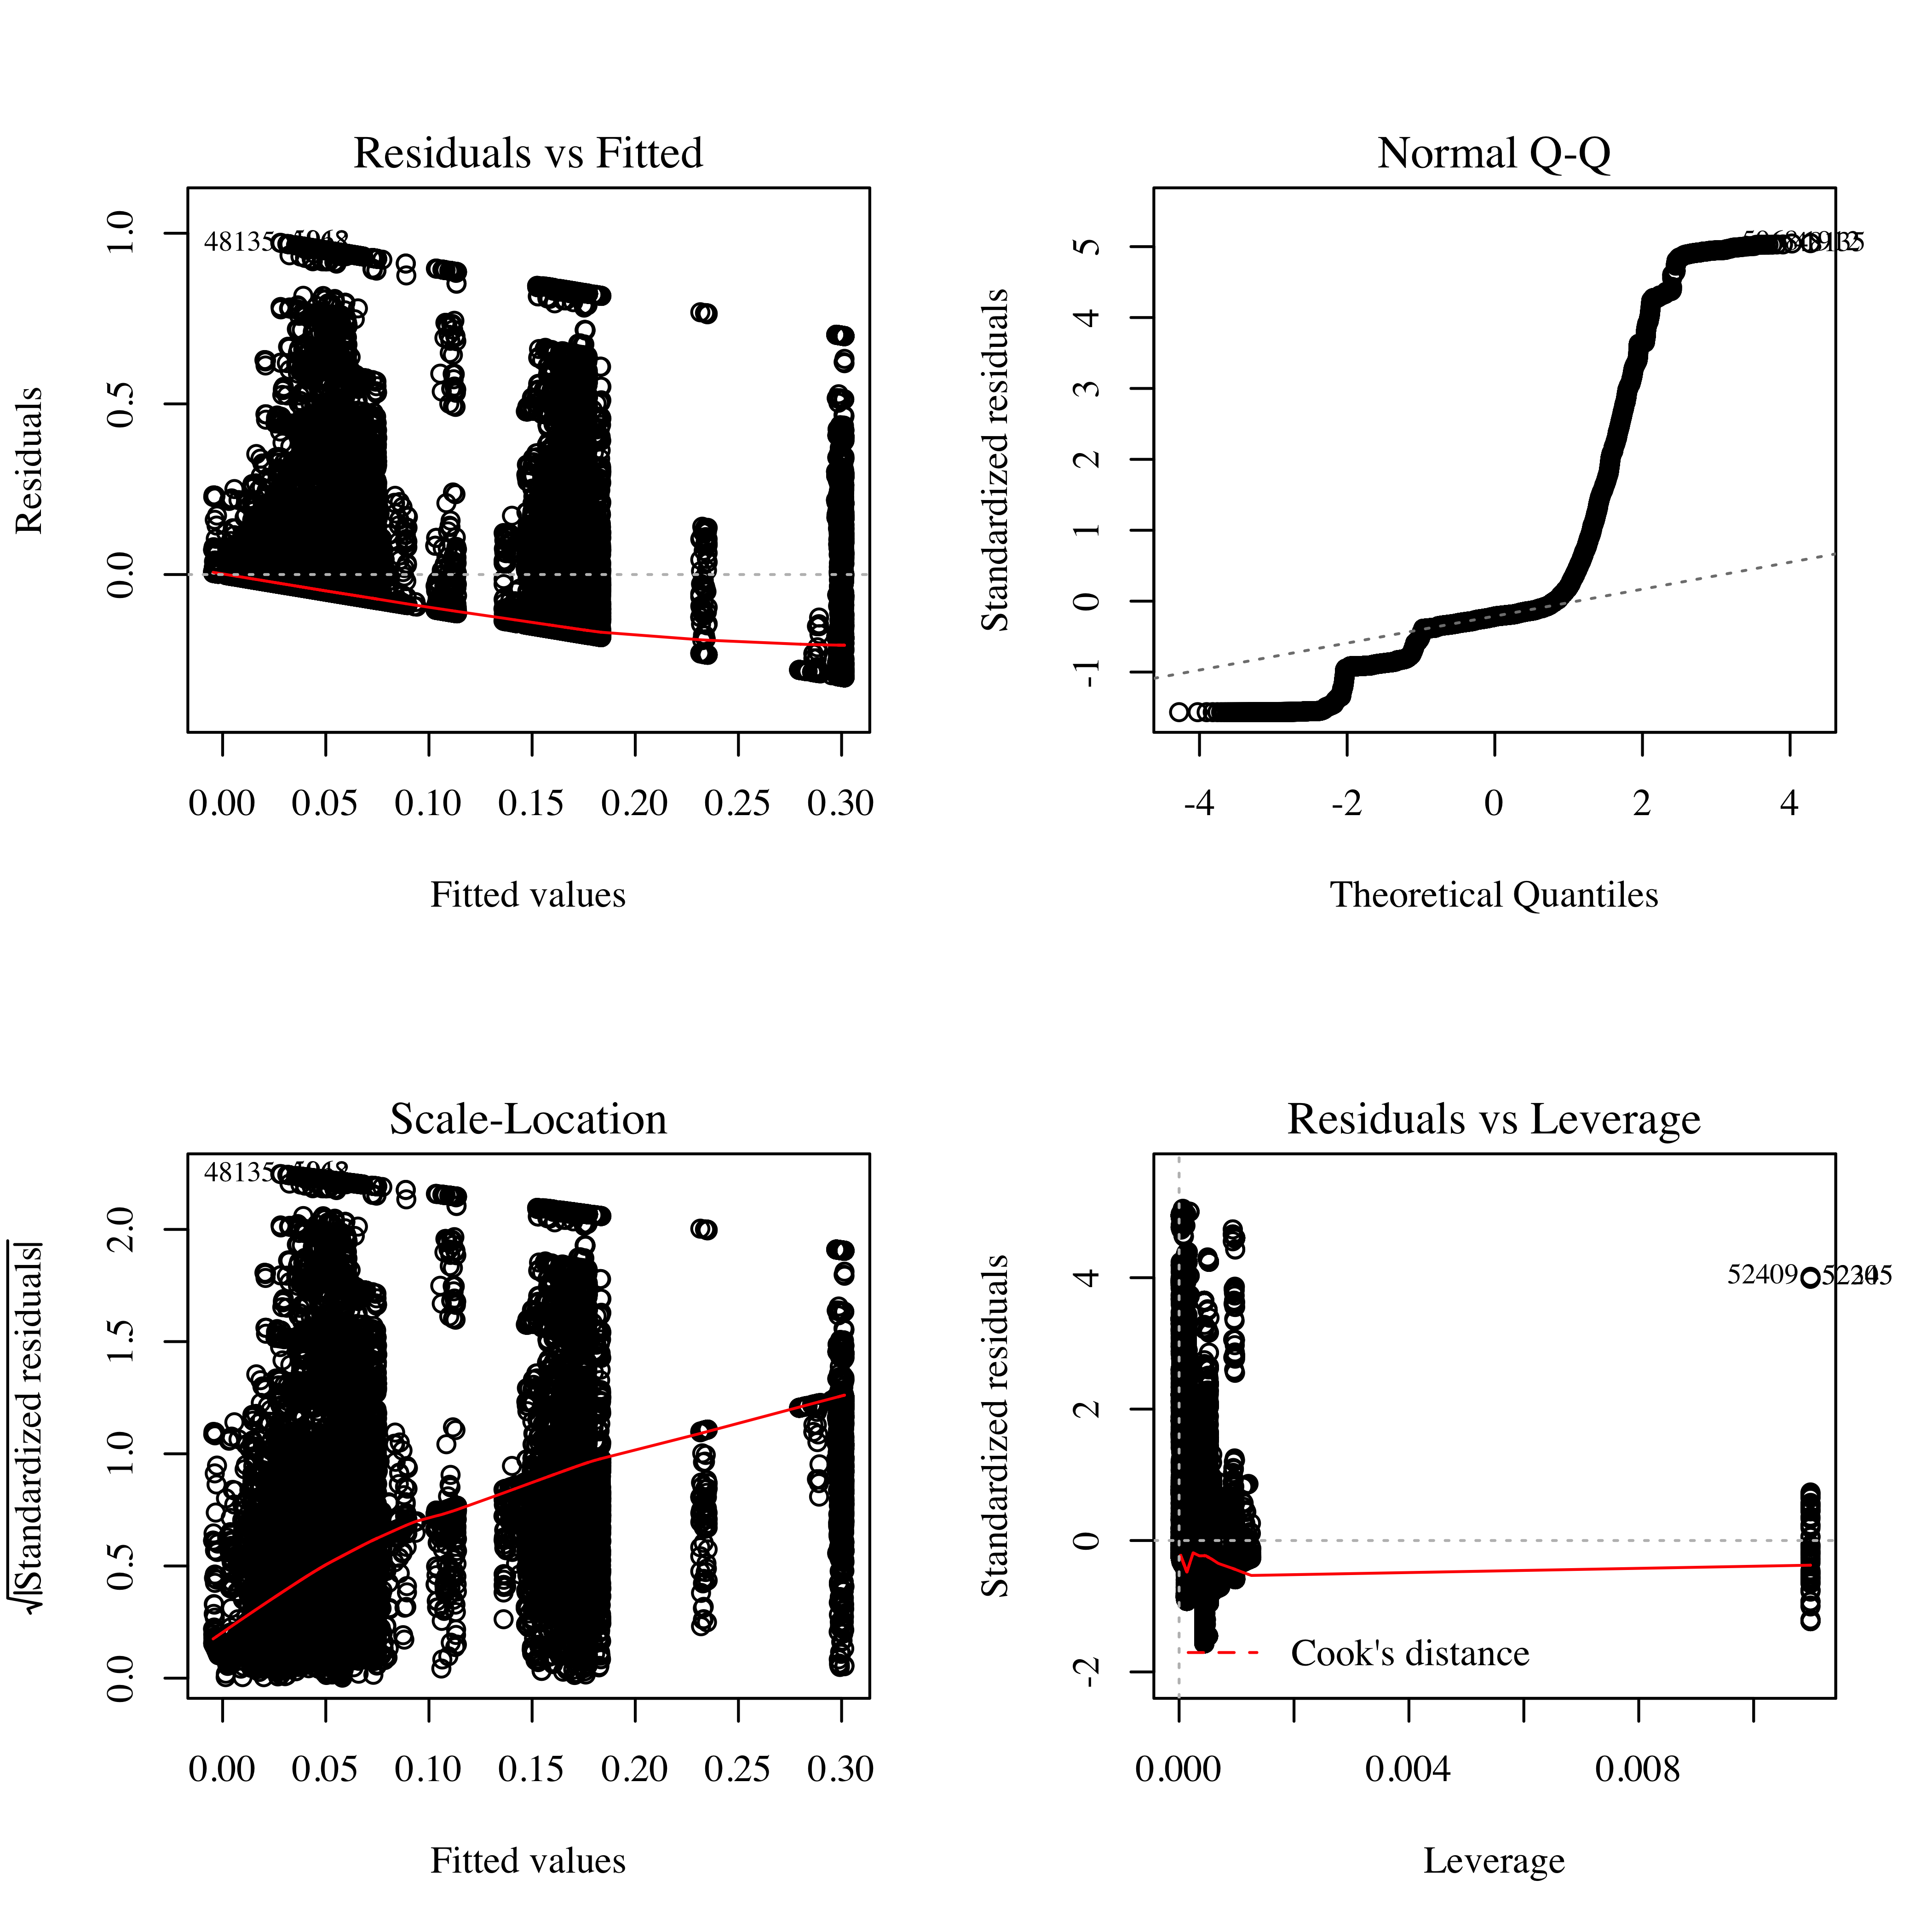 Residuals vs Fitted
1.0
0.5
0.0
Residuals
48135
0.00 0.05 0.10 0.15 0.20 0.25 0.30
Fitted values
Normal Q-Q
5
4
3
2
1
0
-1
Standardized residuals
-4 -2 0 2 4
Theoretical Quantiles
Scale-Location
2.0
1.5
1.0
0.5
0.0
√|Standardized residuals|
48135
0.00 0.05 0.10 0.15 0.20 0.25 0.30
Fitted values
Residuals vs Leverage
4
2
0
-2
Standardized residuals
52409
Cook's distance
0.000 0.004 0.008
Leverage